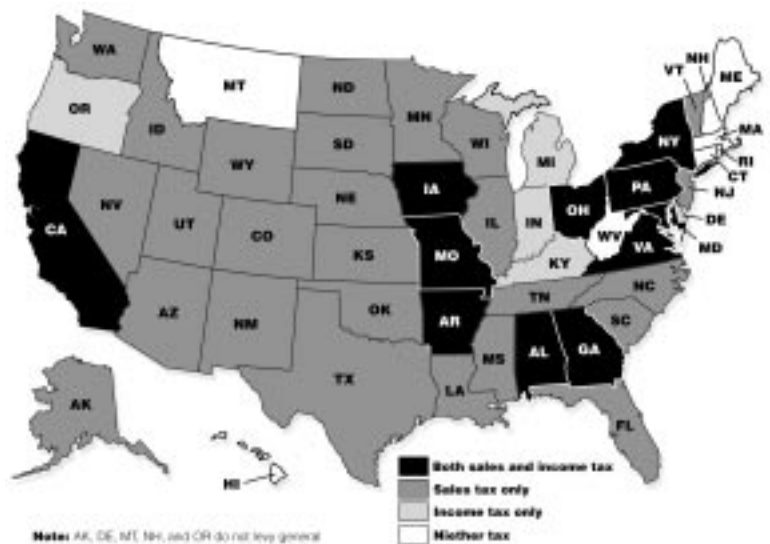 WA
MT
ND
MN
VT
NH
ME
OR
ID
WY
SD
WI
MI
NY
MA
RI
CT
NJ
DE
MD
CA
NV
UT
CO
NE
KS
IA
MO
IL
IN
OH
PA
WV
VA
KY
AZ
NM
OK
AR
TN
NC
SC
MS
AL
GA
TX
LA
FL
AK
HI
Both sales and income tax
Sales tax only
Income tax only
Niether tax
Note: AK, DE, MT, NH, and OR do not levy general